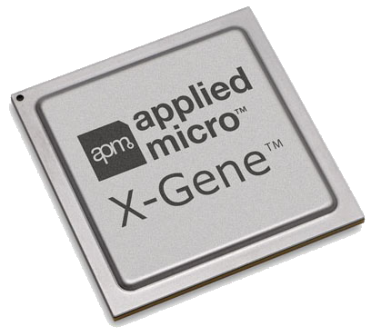 apm
applied
micro™
X-Gene™